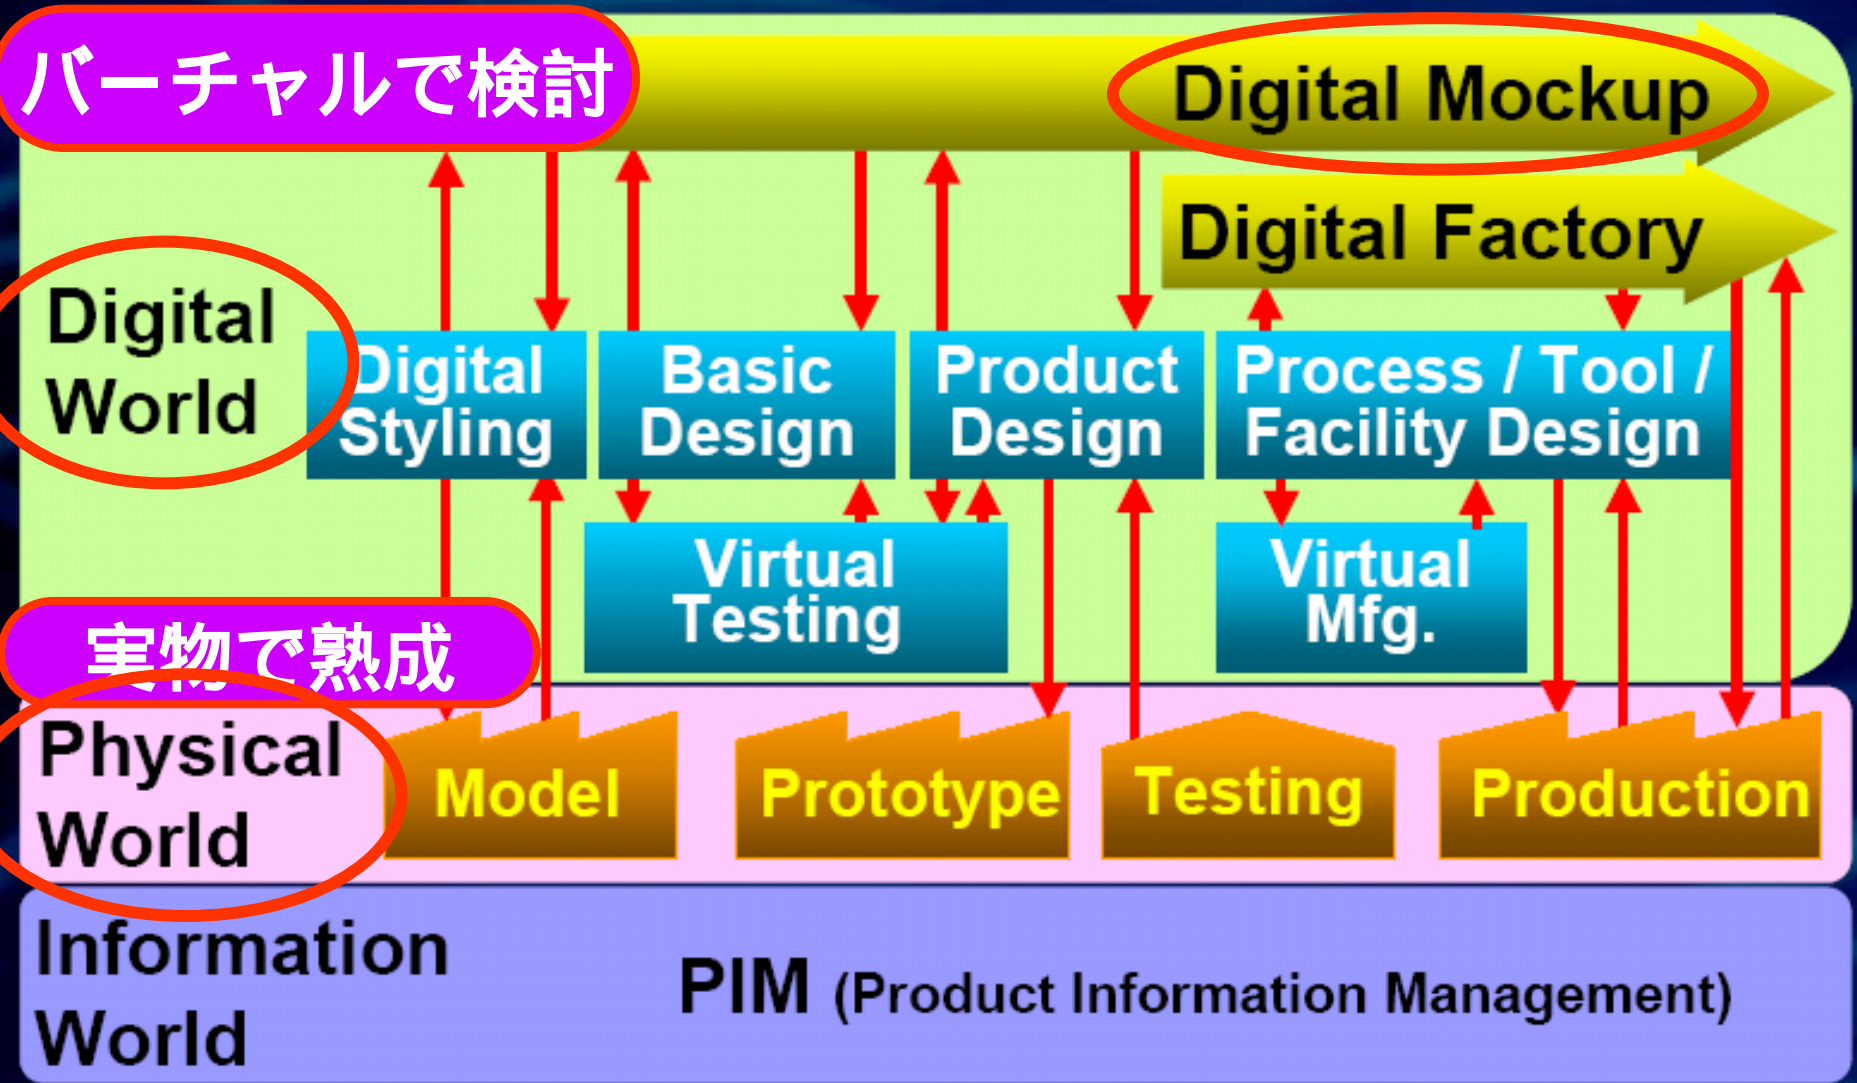 バーチャルで検討
Digital Mockup
Digital Factory
Digital
World
Digital
Styling
Basic
Design
Product
Design
Process / Tool /
Facility Design
Virtual
Testing
Virtual
Mfg.
実物で熟成
Physical
World
Model
Prototype
Testing
Production
Information
World
PIM (Product Information Management)